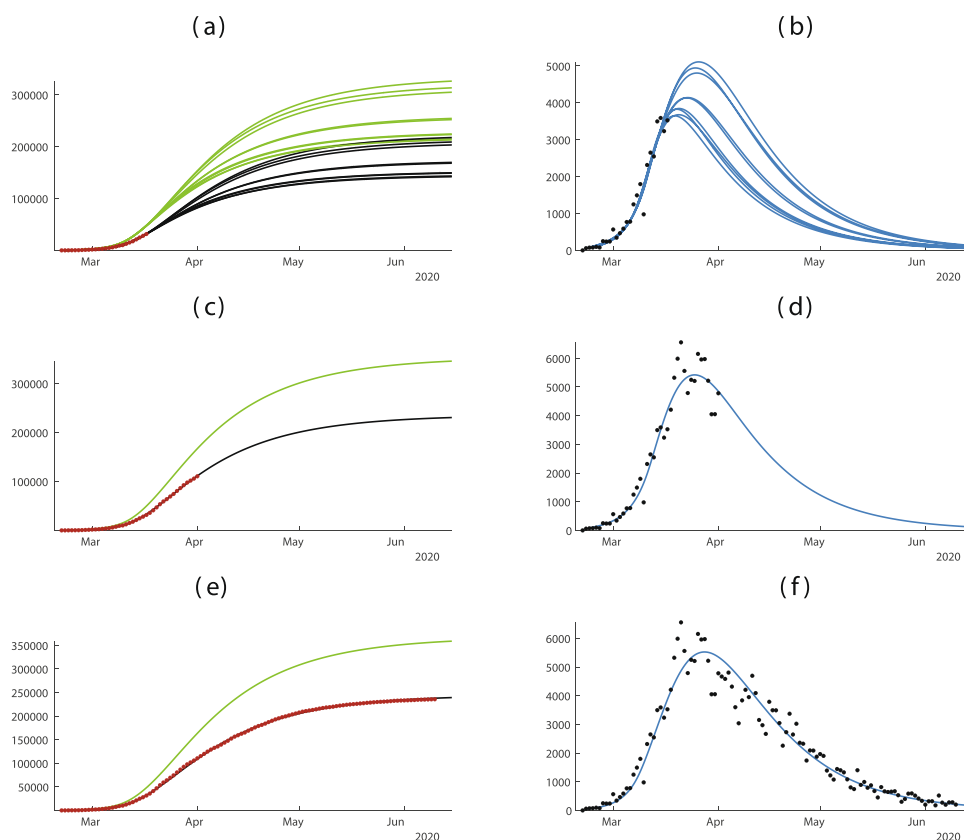 (a)
300000
200000
100000
Mar
Apr
May
Jun
2020
(b)
5000
4000
3000
2000
1000
0
Mar
Apr
May
Jun
2020
(c)
300000
200000
100000
Mar
Apr
May
Jun
2020
(d)
6000
5000
4000
3000
2000
1000
0
Mar
Apr
May
Jun
2020
(e)
350000
300000
250000
200000
150000
100000
50000
Mar
Apr
May
Jun
2020
(f)
6000
5000
4000
3000
2000
1000
0
Mar
Apr
May
Jun
2020